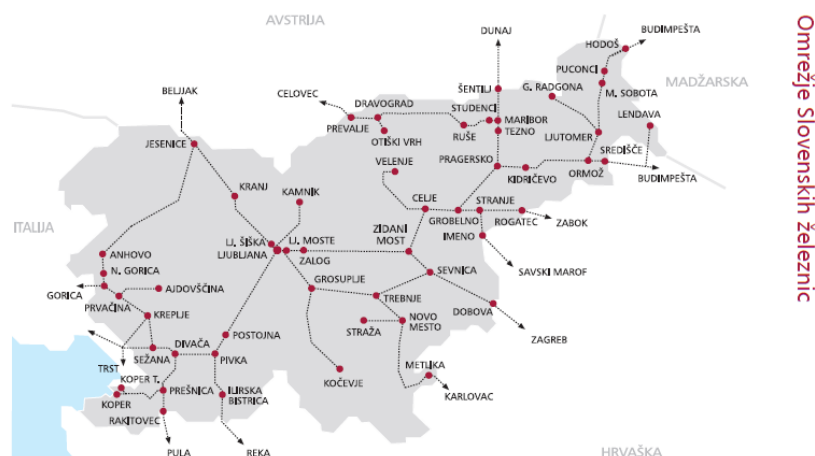 AVSTRIJA
DUNAJ
HODOŠ
BUDIMPEŠTA
PUCONCI
MADŽARSKA
BELJJAK
CELOVEC
DRAVOGRAD
ŠENTILJ
G. RADGONA
M. SOBOTA
STUDENCI
LENDAVA
PREVALJE
RUŠE
MARIBOR
TEZNO
LJUTOMER
JESENICE
OTIŠKI VRH
VELENJE
PRAGERSKO
SREDIŠČE
KIDRIČEVO
ORMOŽ
BUDIMPEŠTA
KRANJ
KAMNIK
CELJE
STRANJE
GROBELNO
ROGATEC
ZABOK
ITALIJA
ZIDANI
MOST
IMENO
LJ. ŠIŠKA
LJ. MOSTE
LJUBLJANA
ZALOG
ANHOVO
SAVSKI MAROF
N. GORICA
GROSUPLJE
SEVNICA
GORICA
AJDOVŠČINA
TREBNJE
PRVAČINA
DOBOVA
KREPLJE
NOVO
MESTO
STRAŽA
POSTOJNA
ZAGREB
DIVAČA
SEŽANA
PIVKA
TRST
METLIKA
KOPER T.
PREŠNICA
KOČEVJE
KOPER
ILIRSKA
BISTRICA
KARLOVAC
RAKITOVEC
PULA
REKA
HRVAŠKA
Omrežje Slovenskih železnic